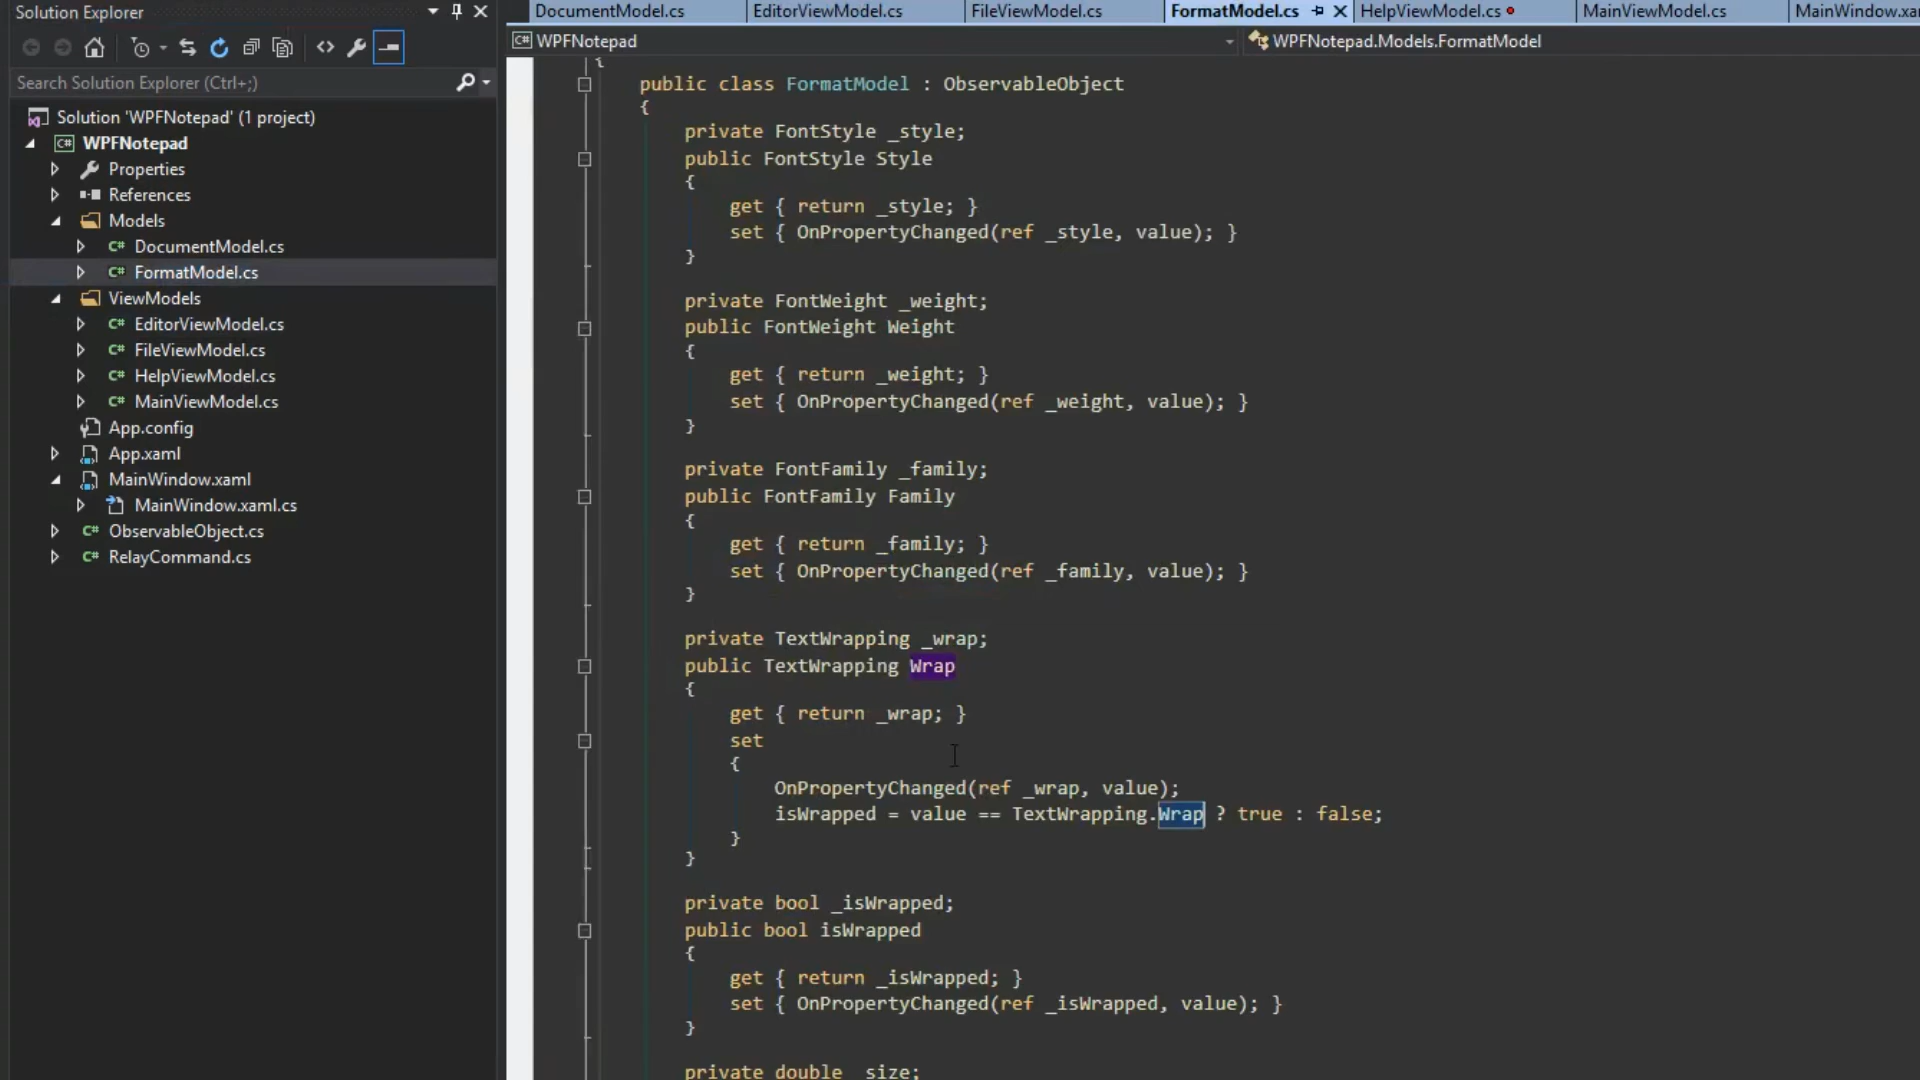 Solution Explorer
Search Solution Explorer (Ctrl+;)
Solution 'WPFNotepad' (1 project)
WPFNotepad
Properties
References
Models
DocumentModel.cs
FormatModel.cs
ViewModels
EditorViewModel.cs
FileViewModel.cs
HelpViewModel.cs
MainViewModel.cs
App.config
App.xaml
MainWindow.xaml
MainWindow.xaml.cs
ObservableObject.cs
RelayCommand.cs
DocumentModel.cs EditorViewModel.cs FileViewModel.cs FormatModel.cs HelpViewModel.cs MainViewModel.cs MainWindow.xa
WPFNotepad WPFNotepad.Models.FormatModel
{
public class FormatModel : ObservableObject
{
private FontStyle _style;
public FontStyle Style
{
get { return _style; }
set { OnPropertyChanged(ref _style, value); }
}
private FontWeight _weight;
public FontWeight Weight
{
get { return _weight; }
set { OnPropertyChanged(ref _weight, value); }
}
private FontFamily _family;
public FontFamily Family
{
get { return _family; }
set { OnPropertyChanged(ref _family, value); }
}
private TextWrapping _wrap;
public TextWrapping Wrap
{
get { return _wrap; }
set
{
OnPropertyChanged(ref _wrap, value);
isWrapped = value == TextWrapping.Wrap ? true : false;
}
}
private bool _isWrapped;
public bool isWrapped
{
get { return _isWrapped; }
set { OnPropertyChanged(ref _isWrapped, value); }
}
private double _size;